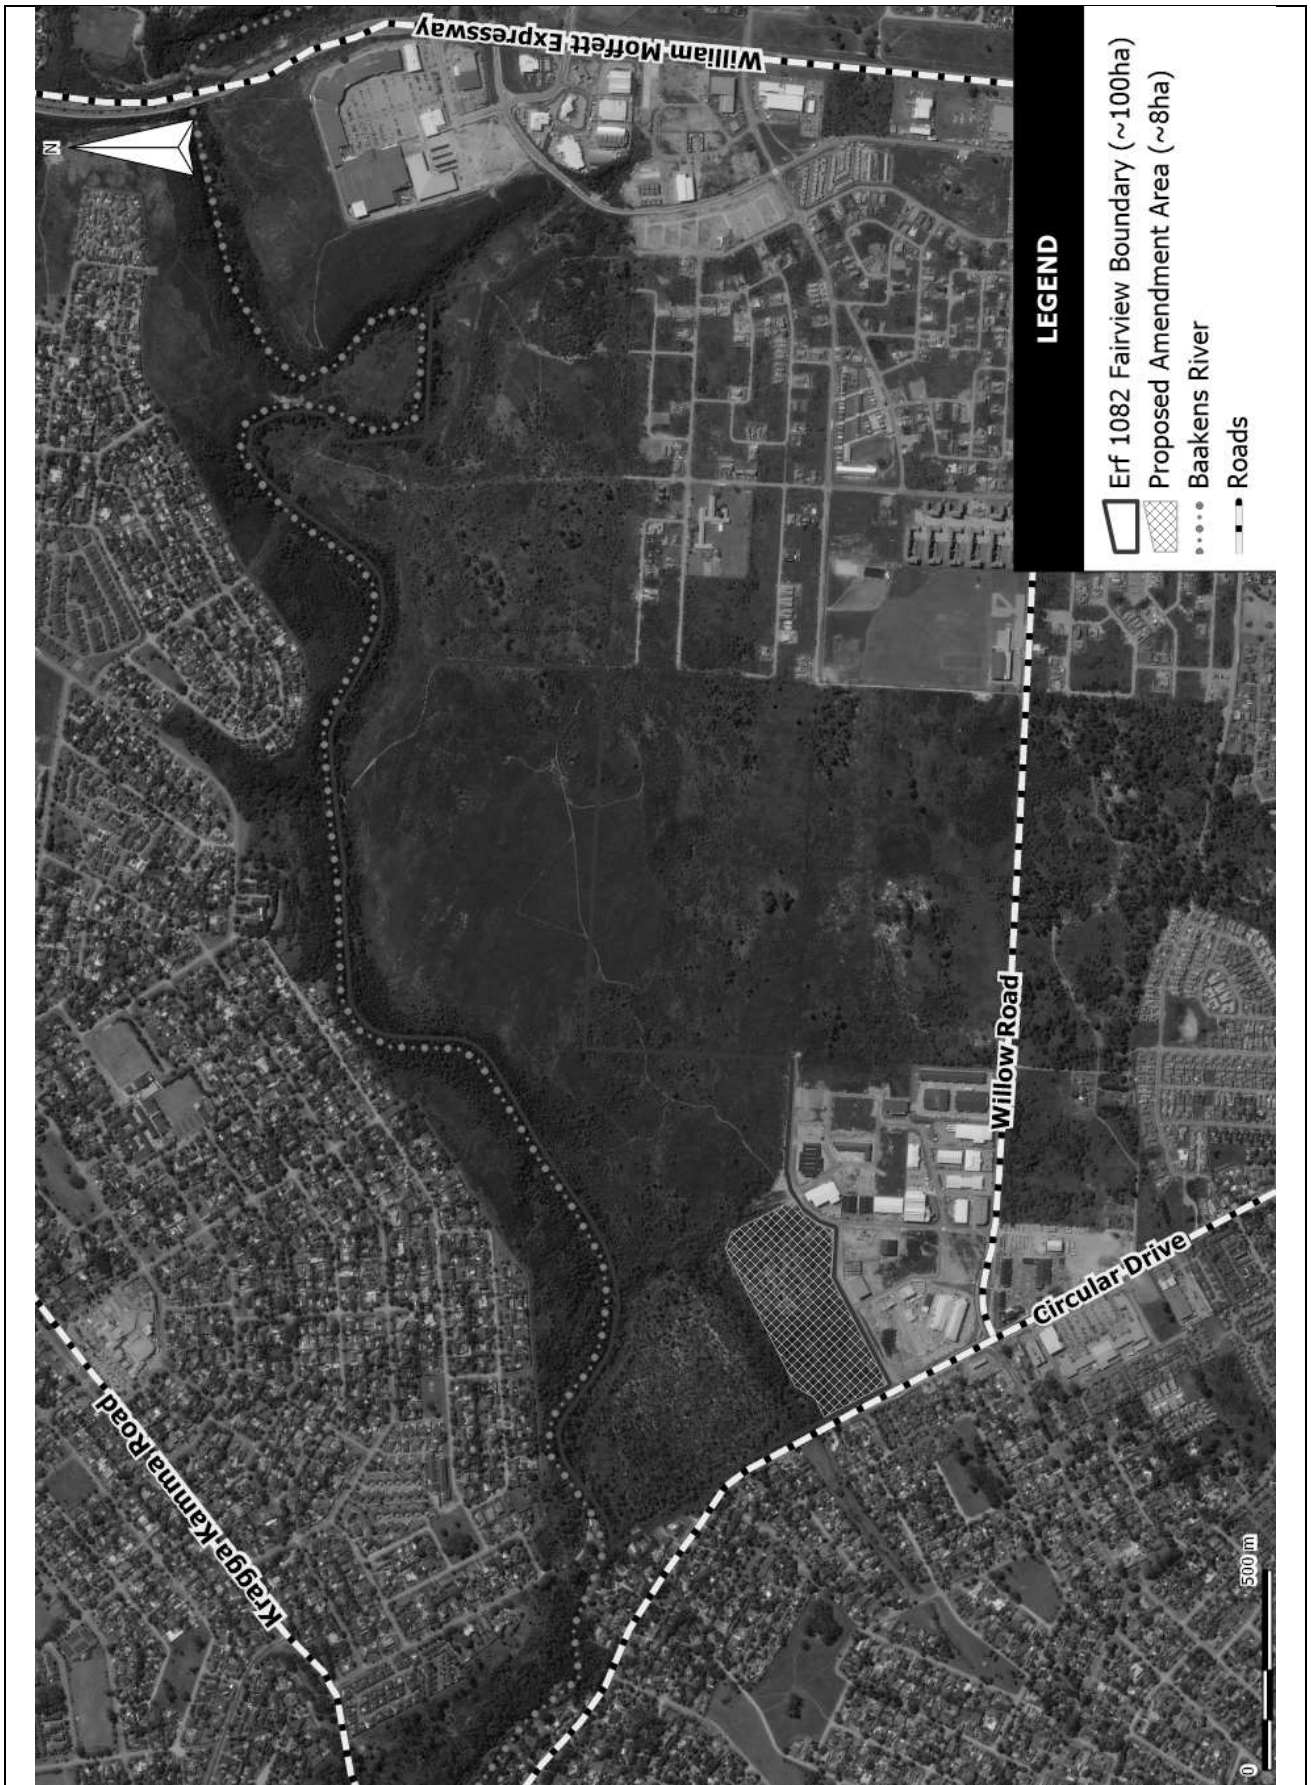 N
William Moffett Expressway
Kragga Kamma Road
Willow Road
Circular Drive
LEGEND
Erf 1082 Fairview Boundary (~100ha)
Proposed Amendment Area (~8ha)
Baakens River
Roads
0 500 m